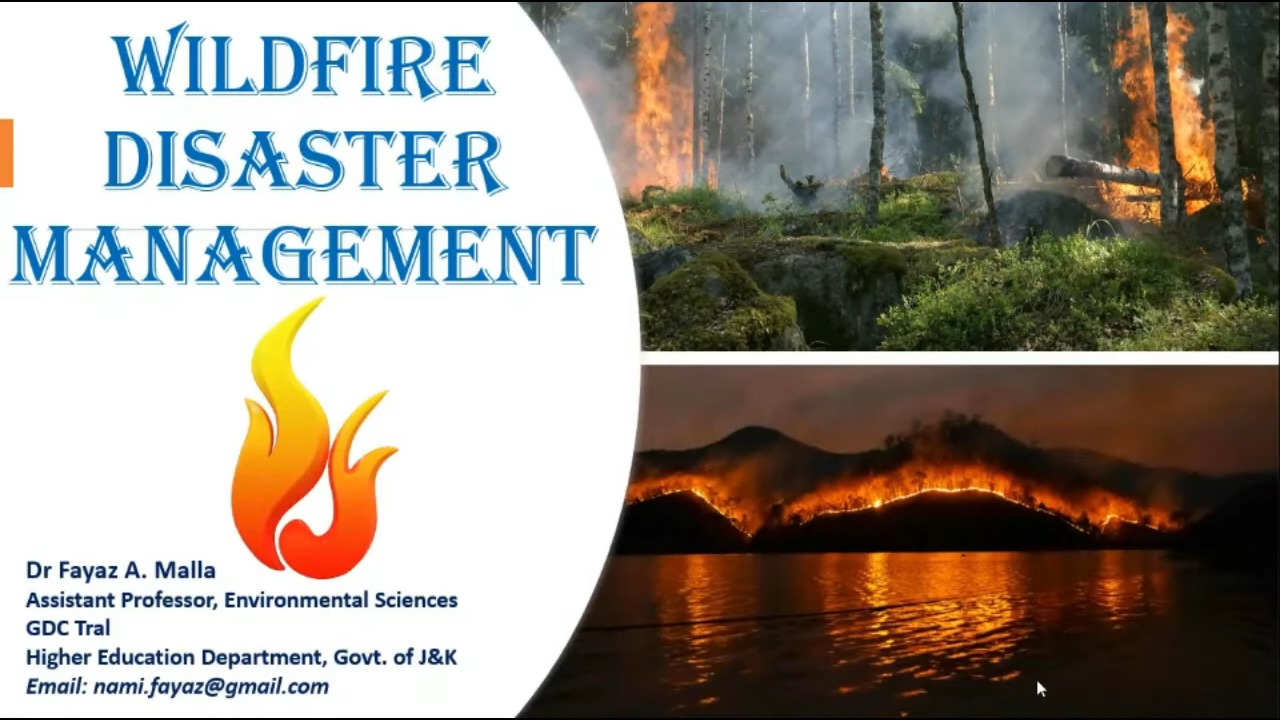 WILDFIRE
DISASTER
MANAGEMENT
Dr Fayaz A. Malla
Assistant Professor, Environmental Sciences
GDC Tral
Higher Education Department, Govt. of J&K
Email: nami.fayaz@gmail.com